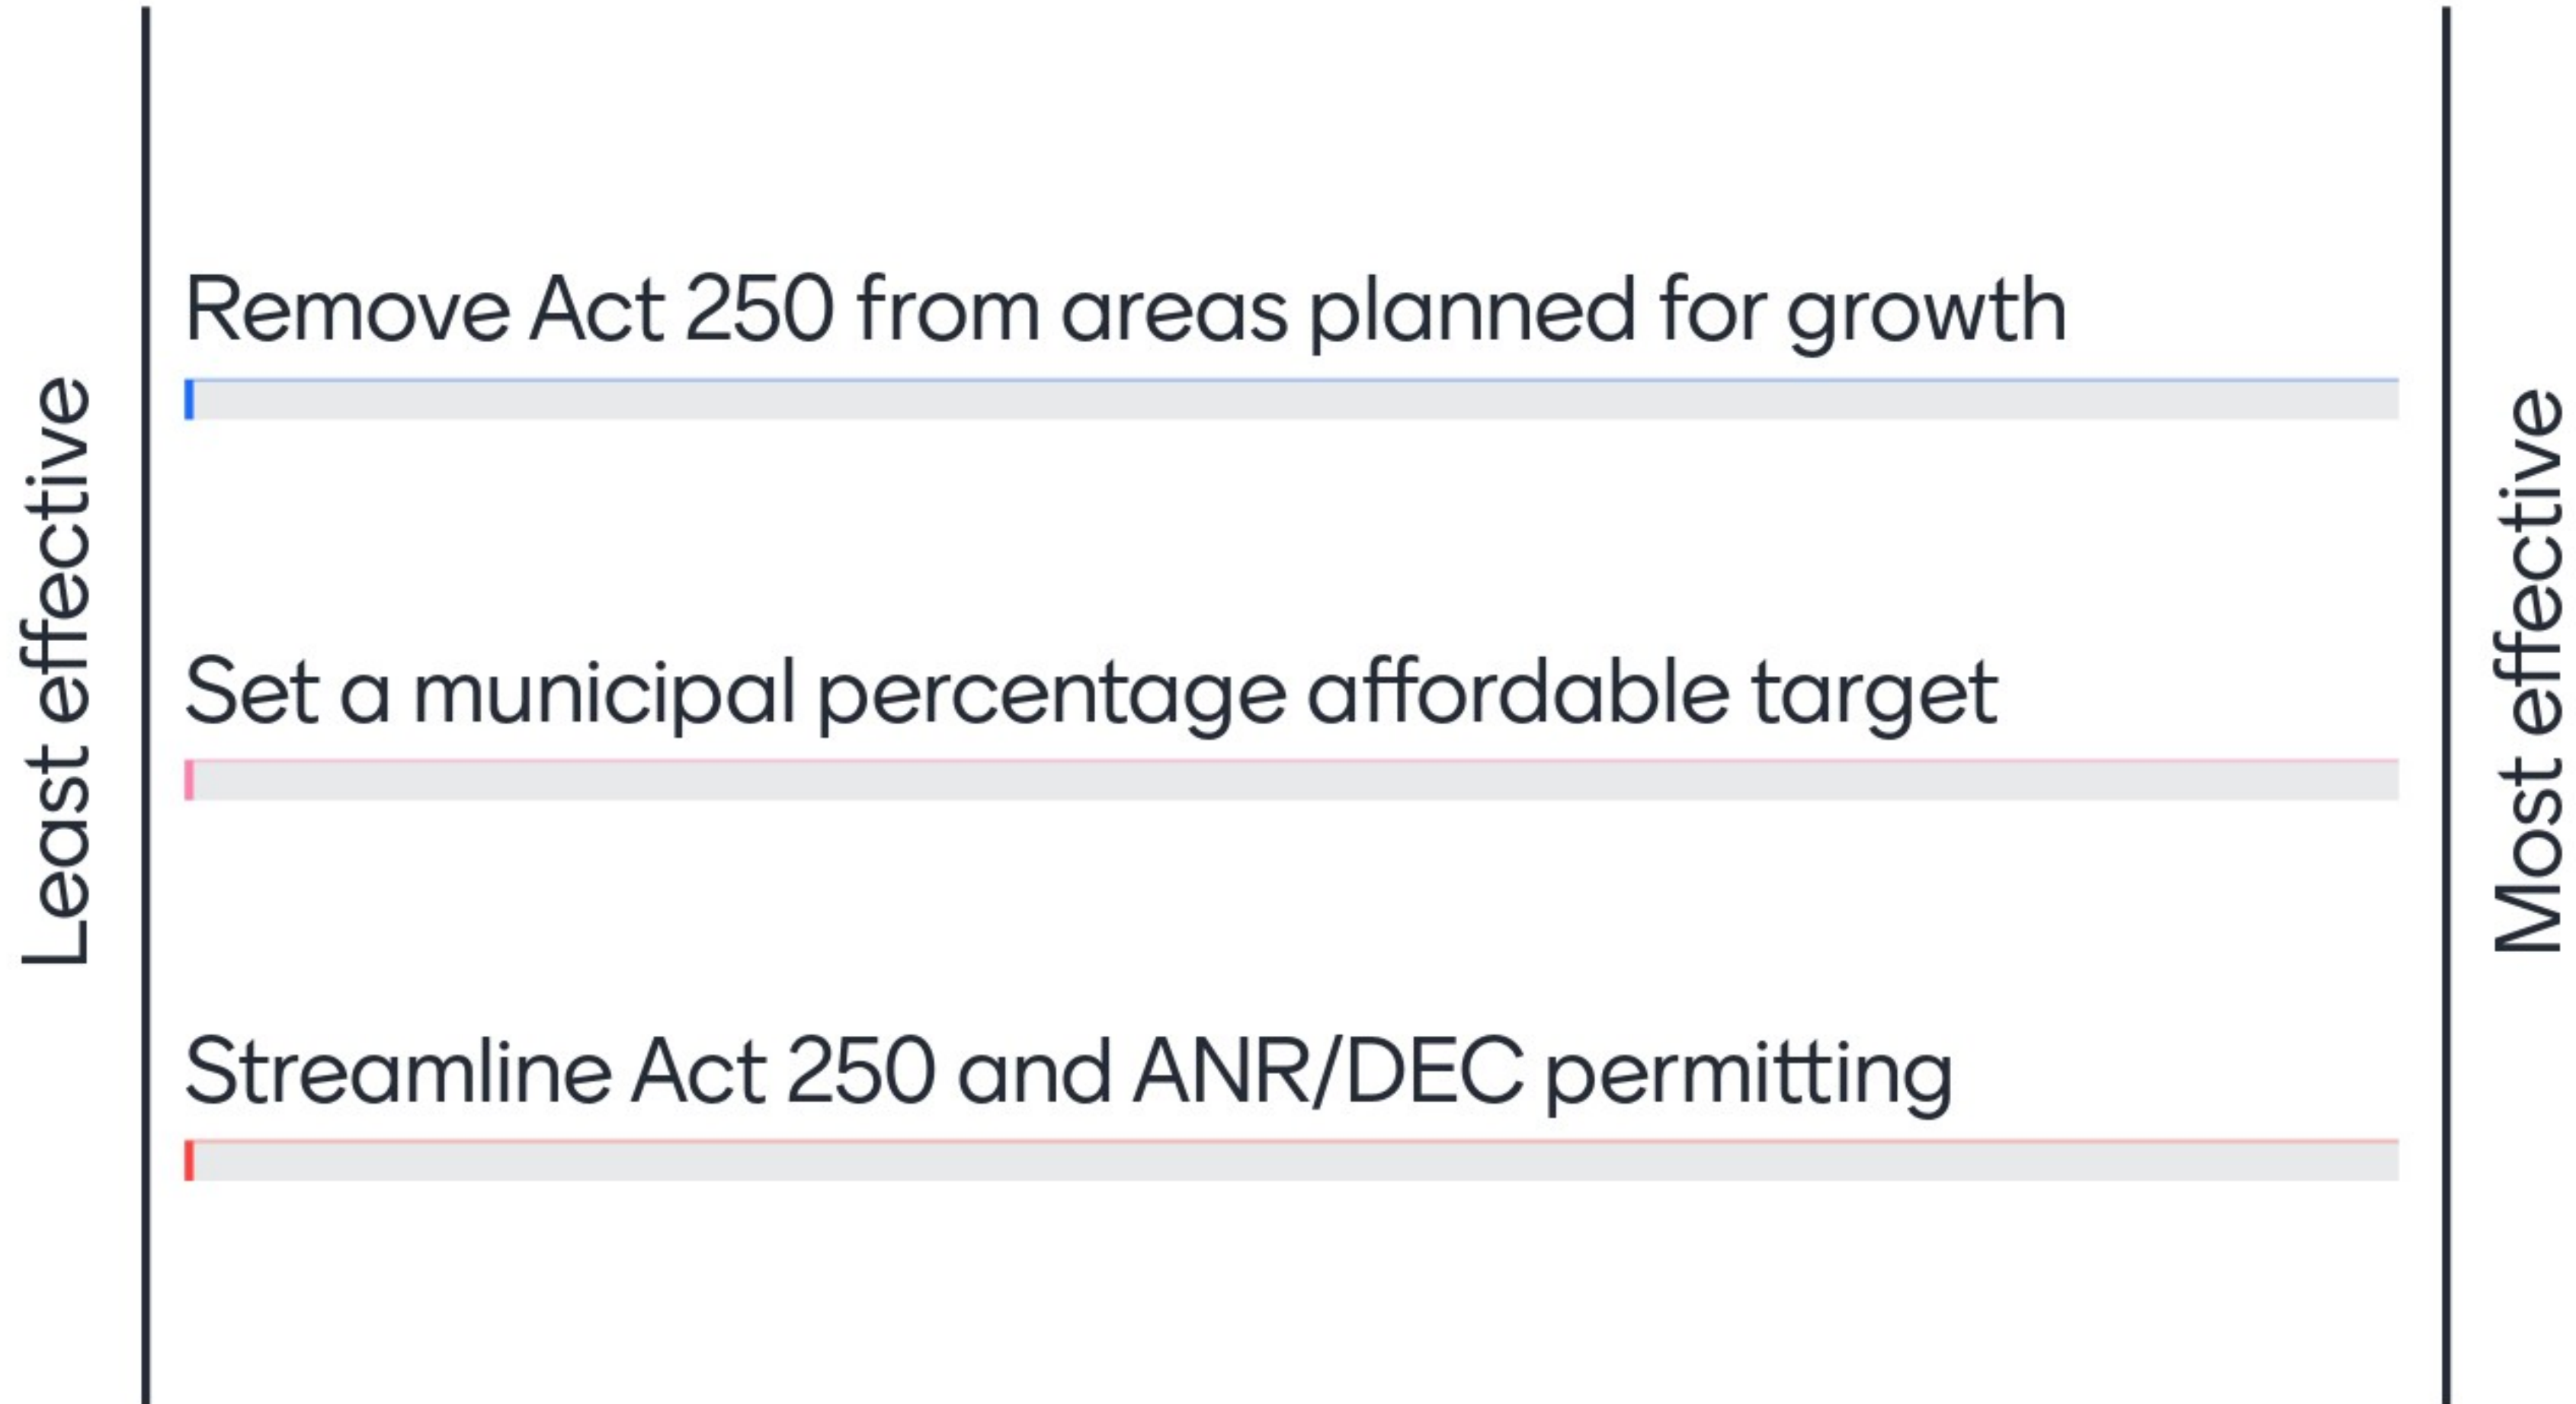 Least effective
Remove Act 250 from areas planned for growth
Set a municipal percentage affordable target
Streamline Act 250 and ANR/DEC permitting
Most effective